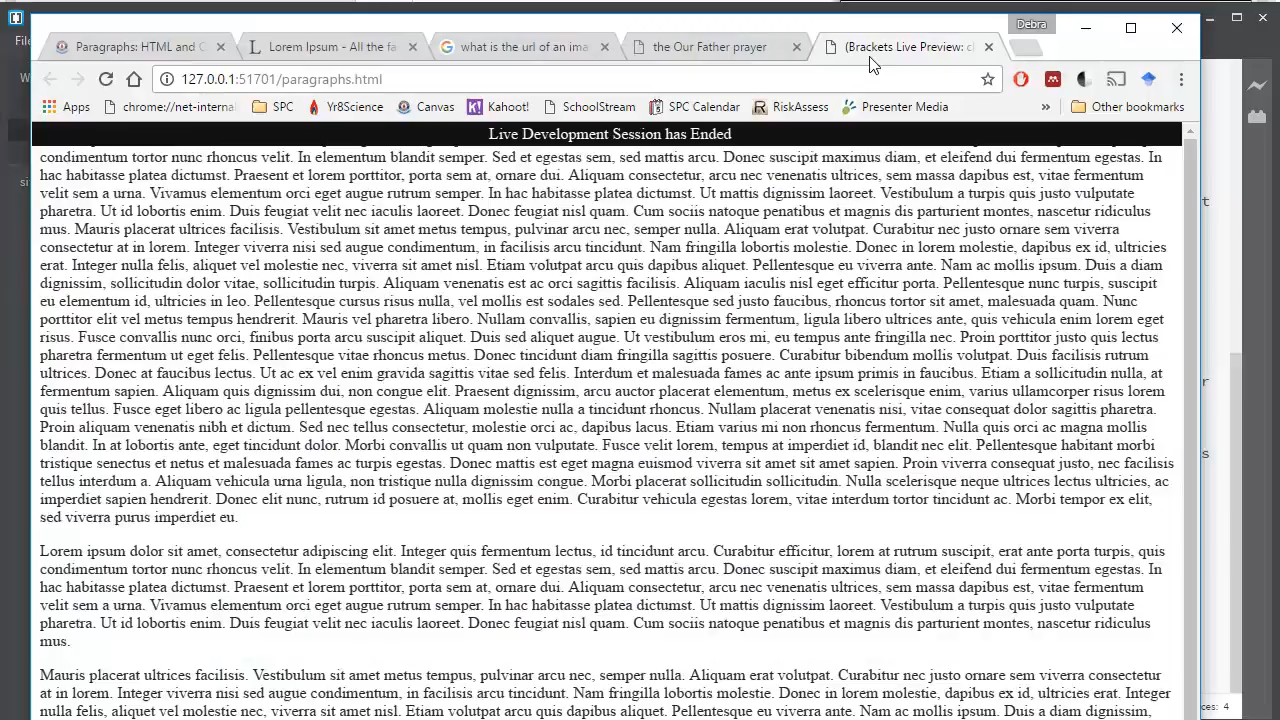 Debra
Fi
Paragraphs: HTML and C
Lorem Ipsum - All the fa
what is the url of an ima
the Our Father prayer
(Brackets Live Preview: c
127.0.0.1:51701/paragraphs.html
Apps
chrome://net-internal
SPC
Yr8Science
Canvas
Kahoot!
SchoolStream
SPC Calendar
RiskAssess
Presenter Media
»
Other bookmarks
Live Development Session has Ended
condimentum tortor nunc rhoncus velit. In elementum blandit semper. Sed et egestas sem, sed mattis arcu. Donec suscipit maximus diam, et eleifend dui fermentum egestas. In
hac habitasse platea dictumst. Praesent et lorem porttitor, porta sem at, ornare dui. Aliquam consectetur, arcu nec venenatis ultrices, sem massa dapibus est, vitae fermentum
velit sem a urna. Vivamus elementum orci eget augue rutrum semper. In hac habitasse platea dictumst. Ut mattis dignissim laoreet. Vestibulum a turpis quis justo vulputate
pharetra. Ut id lobortis enim. Duis feugiat velit nec iaculis laoreet. Donec feugiat nisl quam. Cum sociis natoque penatibus et magnis dis parturient montes, nascetur ridiculus
mus. Mauris placerat ultrices facilisis. Vestibulum sit amet metus tempus, pulvinar arcu nec, semper nulla. Aliquam erat volutpat. Curabitur nec justo ornare sem viverra
consectetur at in lorem. Integer viverra nisi sed augue condimentum, in facilisis arcu tincidunt. Nam fringilla lobortis molestie. Donec in lorem molestie, dapibus ex id, ultricies
erat. Integer nulla felis, aliquet vel molestie nec, viverra sit amet nisl. Etiam volutpat arcu quis dapibus aliquet. Pellentesque eu viverra ante. Nam ac mollis ipsum. Duis a diam
dignissim, sollicitudin dolor vitae, sollicitudin turpis. Aliquam venenatis est ac orci sagittis facilisis. Aliquam iaculis nisl eget efficitur porta. Pellentesque nunc turpis, suscipit
eu elementum id, ultricies in leo. Pellentesque cursus risus nulla, vel mollis est sodales sed. Pellentesque sed justo faucibus, rhoncus tortor sit amet, malesuada quam. Nunc
porttitor elit vel metus tempus hendrerit. Mauris vel pharetra libero. Nullam convallis, sapien eu dignissim fermentum, ligula libero ultrices ante, quis vehicula enim lorem eget
risus. Fusce convallis nunc orci, finibus porta arcu suscipit aliquet. Duis sed aliquet augue. Ut vestibulum eros mi, eu tempus ante fringilla nec. Proin porttitor justo quis lectus
pharetra fermentum ut eget felis. Pellentesque vitae rhoncus metus. Donec tincidunt diam fringilla sagittis posuere. Curabitur bibendum mollis volutpat. Duis facilisis rutrum
ultrices. Donec at faucibus lectus. Ut ac ex vel enim gravida sagittis vitae sed felis. Interdum et malesuada fames ac ante ipsum primis in faucibus. Etiam a sollicitudin nulla, at
fermentum sapien. Aliquam quis dignissim dui, non congue elit. Praesent dignissim, arcu auctor placerat elementum, metus ex scelerisque enim, varius ullamcorper risus lorem
quis tellus. Fusce eget libero ac ligula pellentesque egestas. Aliquam molestie nulla a tincidunt rhoncus. Nullam placerat venenatis nisi, vitae consequat dolor sagittis pharetra.
Proin aliquam venenatis nibh et dictum. Sed nec tellus consectetur, molestie orci ac, dapibus lacus. Etiam varius mi non rhoncus fermentum. Nulla quis orci ac magna mollis
blandit. In at lobortis ante, eget tincidunt dolor. Morbi convallis ut quam non vulputate. Fusce velit lorem, tempus at imperdiet id, blandit nec elit. Pellentesque habitant morbi
tristique senectus et netus et malesuada fames ac turpis egestas. Donec mattis est eget magna euismod viverra sit amet sit amet sapien. Proin viverra consequat justo, nec facilisis
tellus interdum a. Aliquam vehicula urna ligula, non tristique nulla dignissim congue. Morbi placerat sollicitudin sollicitudin. Nulla scelerisque neque ultrices lectus ultricies, ac
imperdiet sapien hendrerit. Donec elit nunc, rutrum id posuere at, mollis eget enim. Curabitur vehicula egestas lorem, vitae interdum tortor tincidunt ac. Morbi tempor ex elit,
sed viverra purus imperdiet eu.
Lorem ipsum dolor sit amet, consectetur adipiscing elit. Integer quis fermentum lectus, id tincidunt arcu. Curabitur efficitur, lorem at rutrum suscipit, erat ante porta turpis, quis
condimentum tortor nunc rhoncus velit. In elementum blandit semper. Sed et egestas sem, sed mattis arcu. Donec suscipit maximus diam, et eleifend dui fermentum egestas. In
hac habitasse platea dictumst. Praesent et lorem porttitor, porta sem at, ornare dui. Aliquam consectetur, arcu nec venenatis ultrices, sem massa dapibus est, vitae fermentum
velit sem a urna. Vivamus elementum orci eget augue rutrum semper. In hac habitasse platea dictumst. Ut mattis dignissim laoreet. Vestibulum a turpis quis justo vulputate
pharetra. Ut id lobortis enim. Duis feugiat velit nec iaculis laoreet. Donec feugiat nisl quam. Cum sociis natoque penatibus et magnis dis parturient montes, nascetur ridiculus
mus.
Mauris placerat ultrices facilisis. Vestibulum sit amet metus tempus, pulvinar arcu nec, semper nulla. Aliquam erat volutpat. Curabitur nec justo ornare sem viverra consectetur
at in lorem. Integer viverra nisi sed augue condimentum, in facilisis arcu tincidunt. Nam fringilla lobortis molestie. Donec in lorem molestie, dapibus ex id, ultricies
erat. Integer nulla felis, aliquet vel molestie nec, viverra sit amet nisl. Etiam volutpat arcu quis dapibus aliquet. Pellentesque eu viverra ante. Nam ac mollis ipsum. Duis a diam
ces: 4